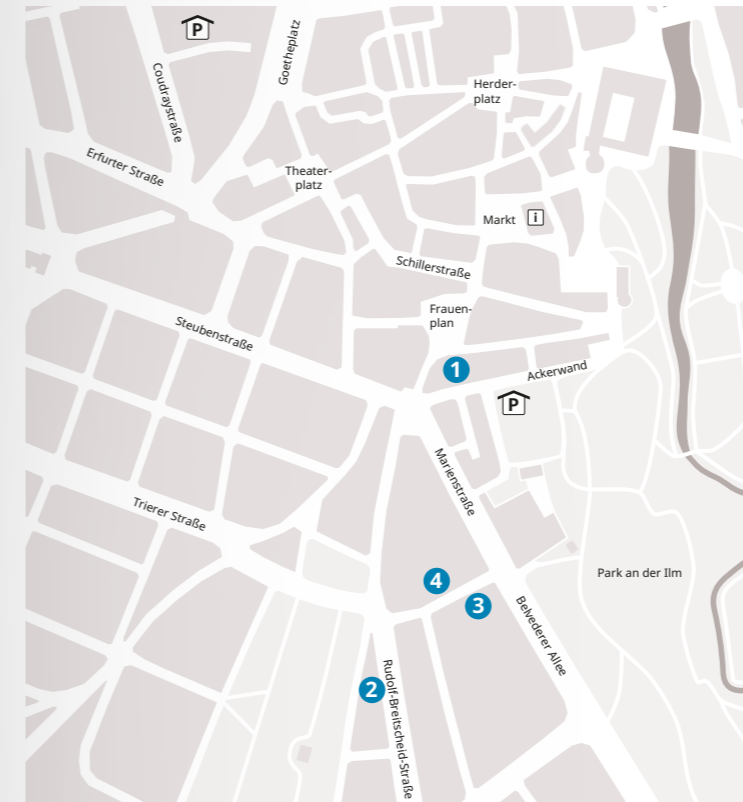 P
Goetheplatz
Coudraystraße
Herder-
platz
Erfurter Straße
Theater-
platz
Markt
i
Schillerstraße
Frauen-
plan
Steubenstraße
1
Ackerwand
P
Marienstraße
Trierer Straße
4
Park an der Ilm
3
Belvederer Allee
2
Rudolf-Breitscheid-Straße